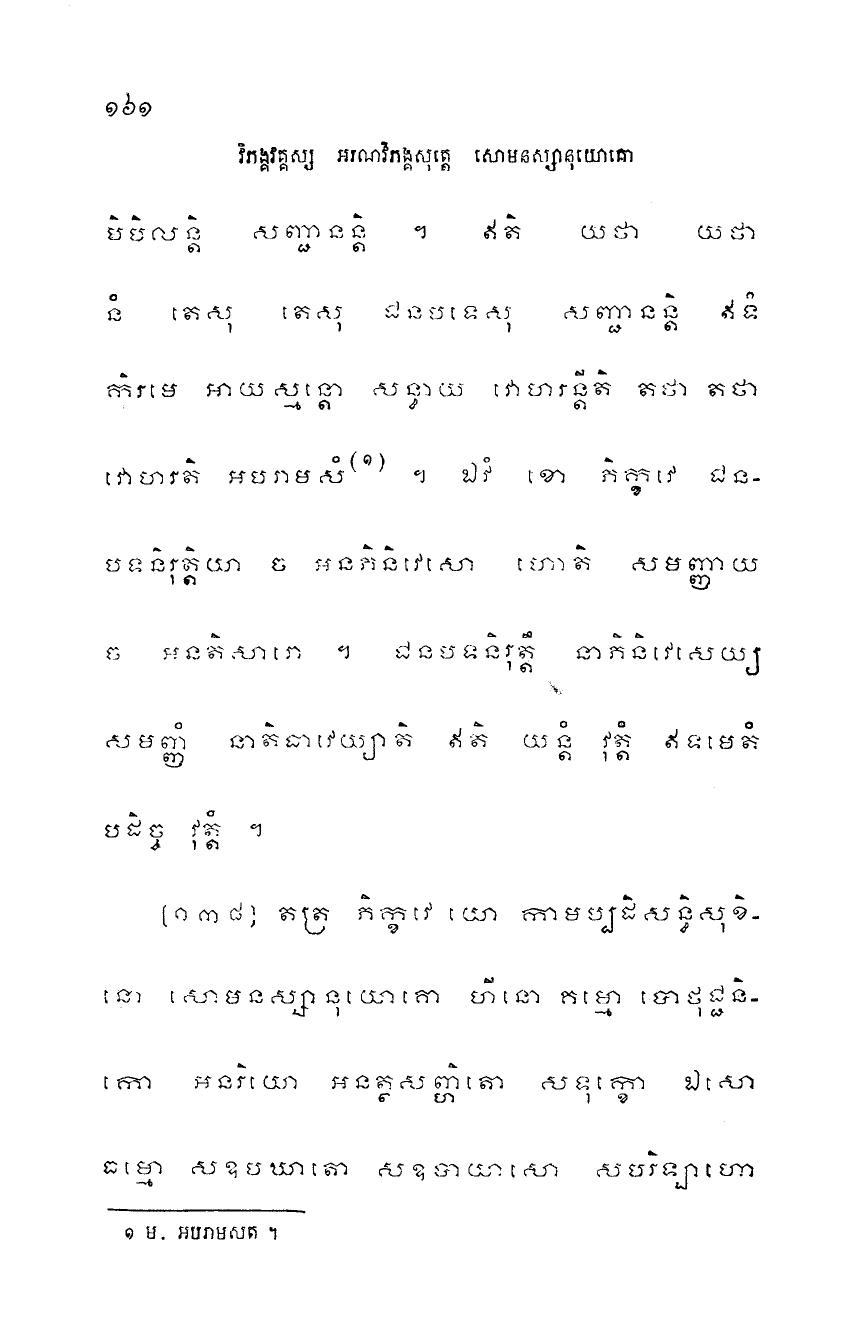 ១៦១
វិភង្គវគ្គស្ស អរណវិភង្គសុត្តេ សោមនស្សានុយោគោ
បិបិលន្តិ សញ្ជានន្តិ ។ ឥតិ យថា យថា
នំ តេសុ តេសុ ជនបទេសុ សញ្ជានន្តិ ឥទំ
កិរមេ អាយស្មន្តោ សន្ធាយ វោហរន្តីតិ តថា តថា
វោហរតិ អបរាមសំ(១) ។ ឯវំ ខោ ភិក្ខវេ ជន-
បទនិរុត្តិយា ច អនភិនិវេសោ ហោតិ សមញ្ញាយ
ច អនតិសារោ ។ ជនបទនិរុត្តឹ នាភិនិវេសេយ្យ
សមញ្ញំ នាតិធាវេយ្យាតិ ឥតិ យន្តំ វុត្តំ ឥទមេតំ
បដិច្ច វុត្តំ ។
[១៣៨] តត្រ ភិក្ខវេ យោ កាមប្បដិសន្ធិសុខិ-
នោ សោមនស្សានុយោគោ ហីនោ គម្មោ បោថុជ្ជនិ-
កោ អនរិយោ អនត្ថសញ្ហិតោ សទុក្ខោ ឯសោ
ធម្មោ សឧបឃាតោ សឧបាយាសោ សបរិឡាហោ
១ ម. អបរាមសត ។